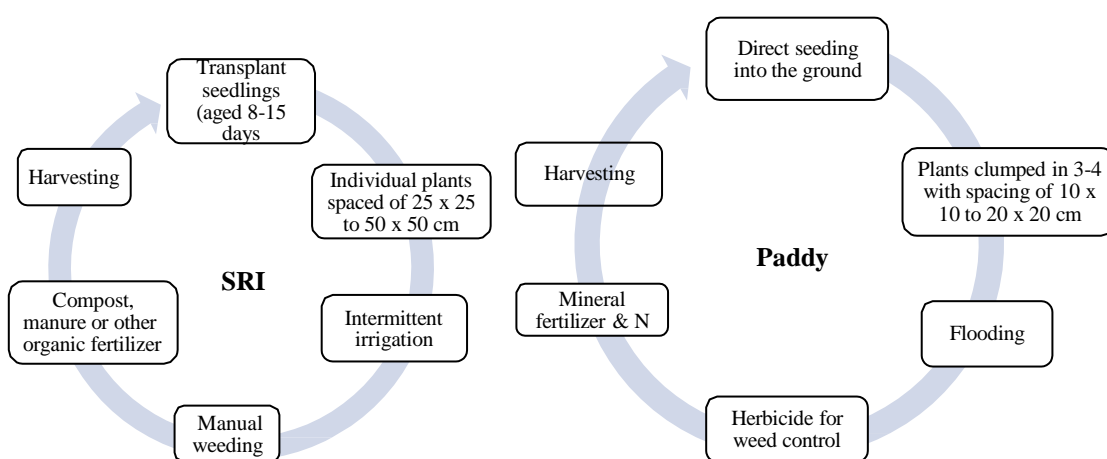 Transplant
seedlings
(aged 8-15
days
Individual plants
spaced of 25 x 25
to 50 x 50 cm
Intermittent
irrigation
Manual
weeding
Compost,
manure or other
organic fertilizer
Harvesting
SRI
Direct seeding
into the ground
Plants clumped in 3-4
with spacing of 10 x
10 to 20 x 20 cm
Flooding
Herbicide for
weed control
Mineral
fertilizer & N
Harvesting
Paddy